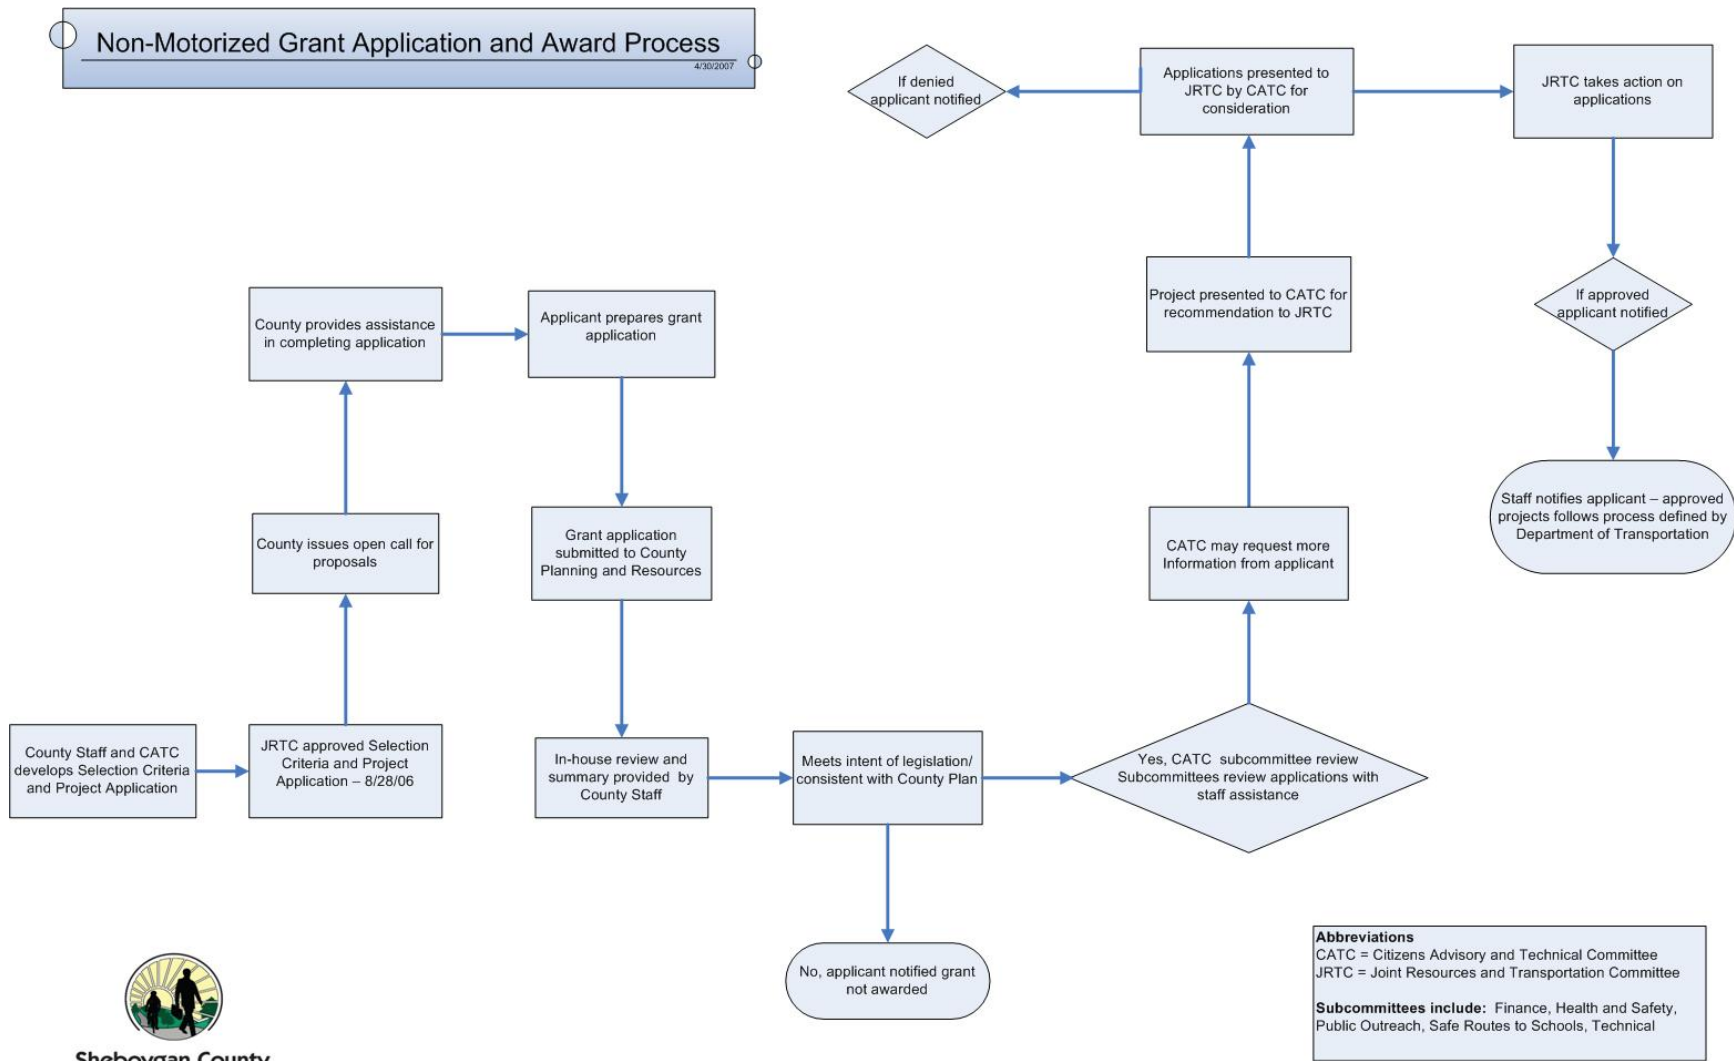 Non-Motorized Grant Application and Award Process
4/30/2007
If denied
applicant notified
Applications presented to
JRTC by CATC for
consideration
JRTC takes action on
applications
Project presented to CATC for
recommendation to JRTC
If approved
applicant notified
County provides assistance
in completing application
Applicant prepares grant
application
Staff notifies applicant – approved
projects follows process defined by
Department of Transportation
County issues open call for
proposals
Grant application
submitted to County
Planning and Resources
CATC may request more
Information from applicant
County Staff and CATC
develops Selection Criteria
and Project Application
JRTC approved Selection
Criteria and Project
Application – 8/28/06
In-house review and
summary provided by
County Staff
Meets intent of legislation/
consistent with County Plan
Yes, CATC subcommittee review
Subcommittees review applications with
staff assistance
No, applicant notified grant
not awarded
Abbreviations
CATC = Citizens Advisory and Technical Committee
JRTC = Joint Resources and Transportation Committee
Subcommittees include: Finance, Health and Safety,
Public Outreach, Safe Routes to Schools, Technical
Sheboygan County